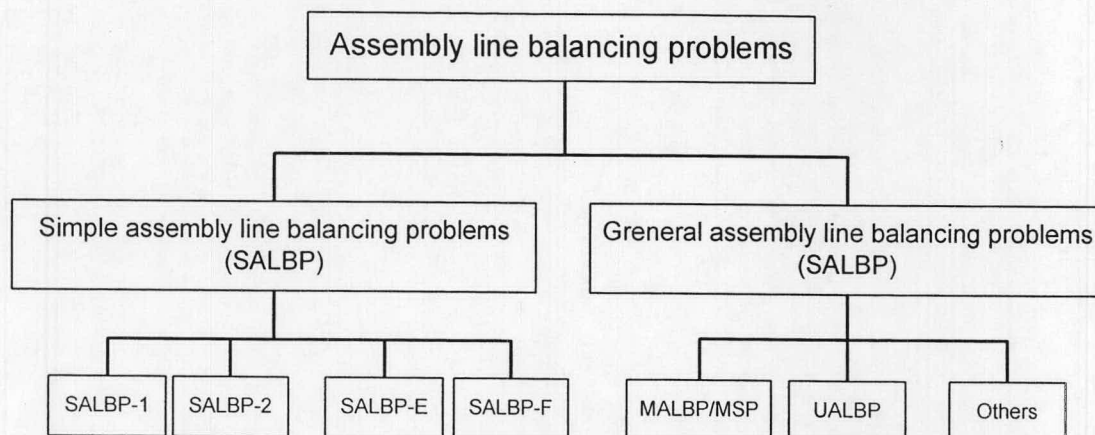 Assembly line balancing problems
Simple assembly line balancing problems
(SALBP)
Greneral assembly line balancing problems
(SALBP)
SALBP-1
SALBP-2
SALBP-E
SALBP-F
MALBP/MSP
UALBP
Others